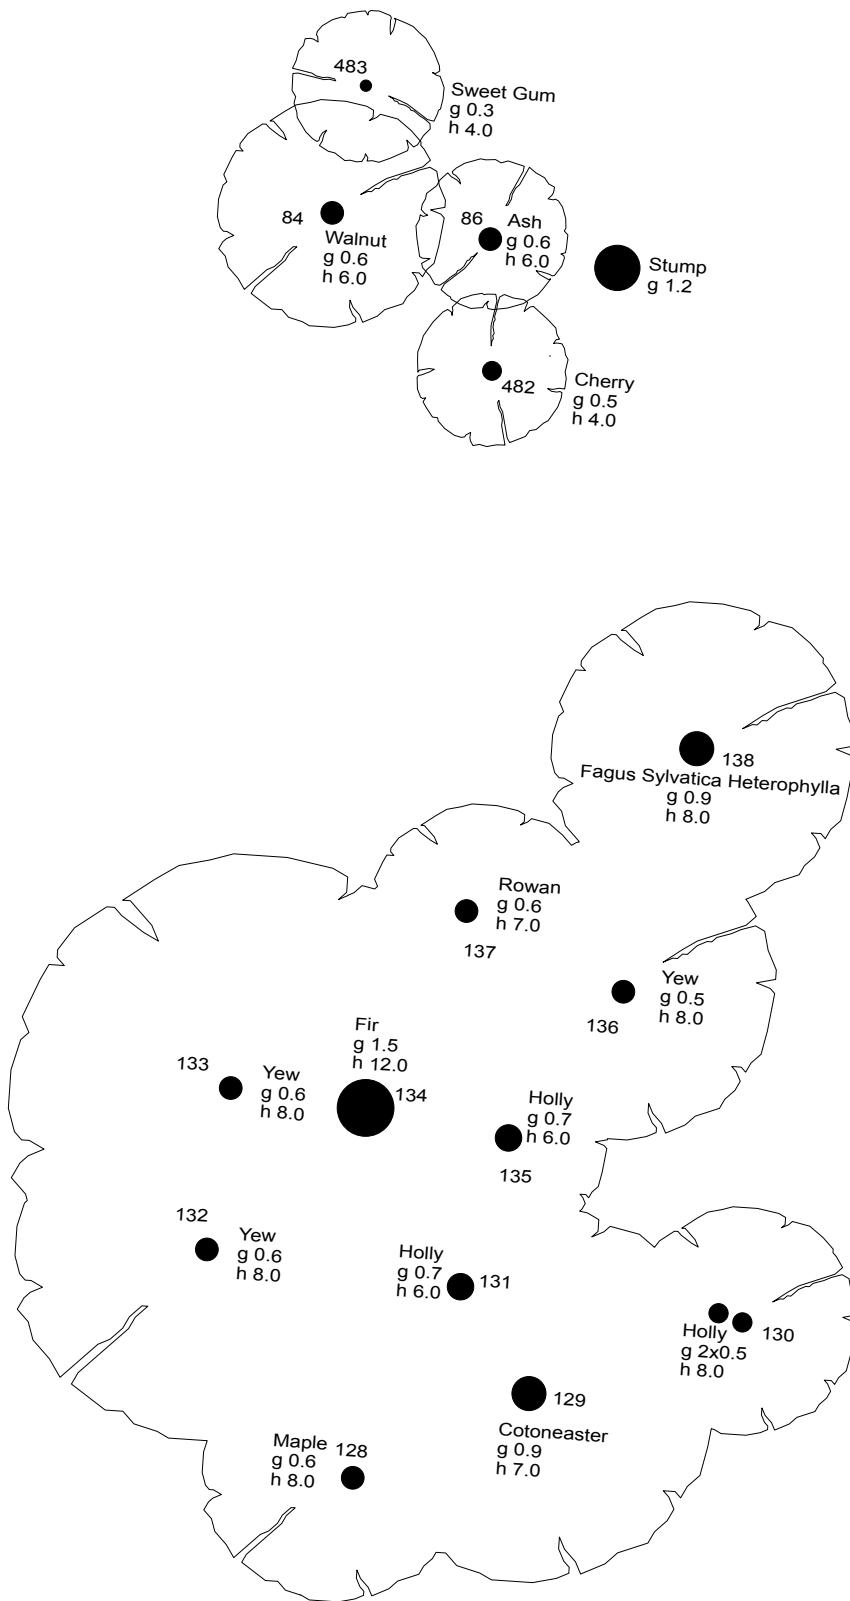 483
Sweet Gum
g 0.3
h 4.0
84
Walnut
g 0.6
h 6.0
86
Ash
g 0.6
h 6.0
Stump
g 1.2
482
Cherry
g 0.5
h 4.0
138
Fagus Sylvatica Heterophylla
g 0.9
h 8.0
Rowan
g 0.6
h 7.0
137
Yew
g 0.5
h 8.0
136
Fir
g 1.5
h 12.0
134
133
Yew
g 0.6
h 8.0
Holly
g 0.7
h 6.0
135
132
Yew
g 0.6
h 8.0
Holly
g 0.7
h 6.0
131
130
Holly
g 2x0.5
h 8.0
129
Cotoneaster
g 0.9
h 7.0
Maple
g 0.6
h 8.0
128